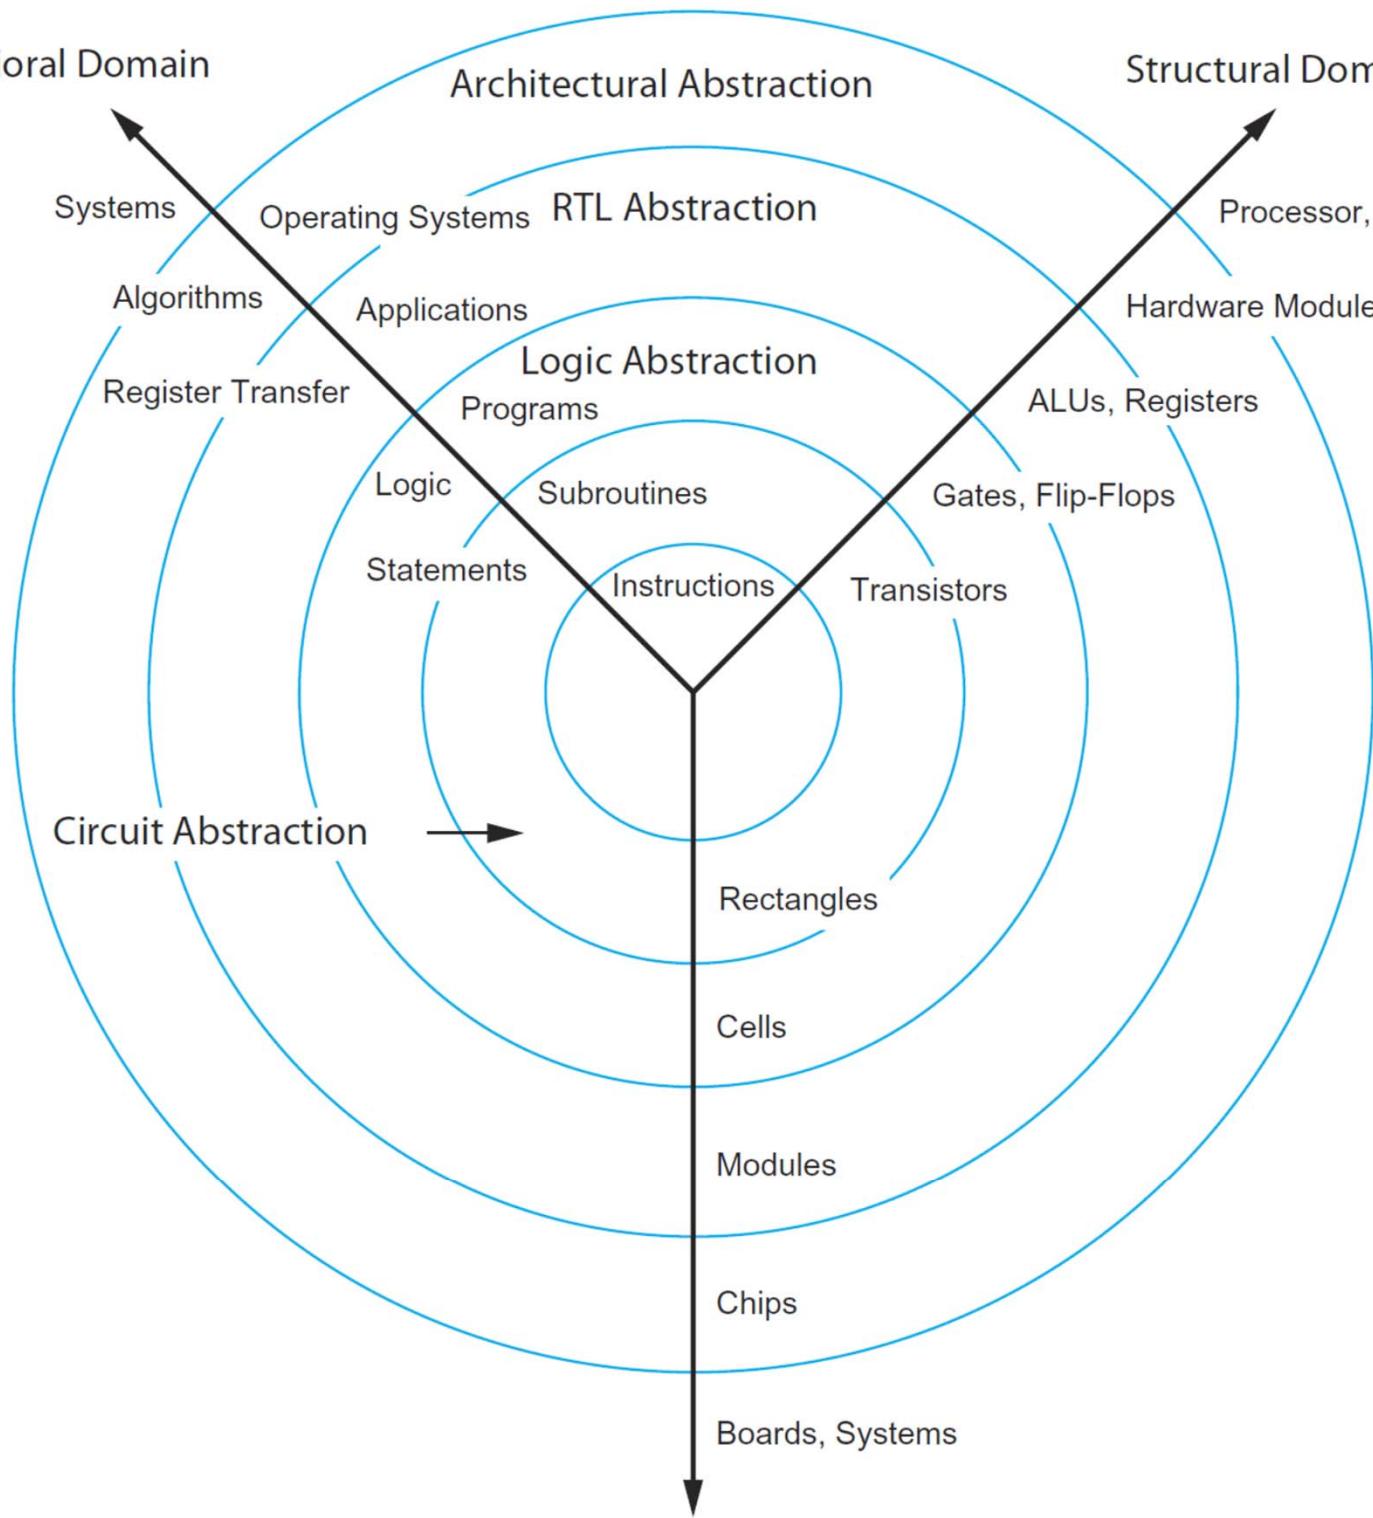 ioral Domain
Structural Dom
Architectural Abstraction
Systems
Operating Systems
RTL Abstraction
Processor,
Algorithms
Applications
Hardware Module
Logic Abstraction
Register Transfer
Programs
ALUs, Registers
Logic
Subroutines
Gates, Flip-Flops
Statements
Instructions
Transistors
Circuit Abstraction
Rectangles
Cells
Modules
Chips
Boards, Systems